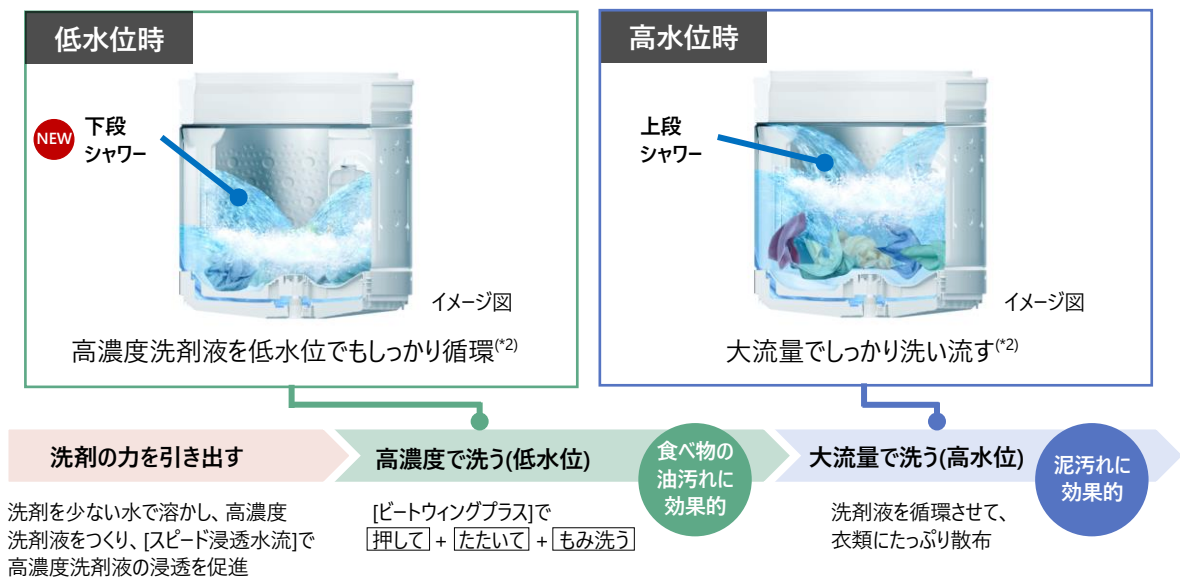 低水位時
NEW
下段
シャワー
イメージ図
高濃度洗剤液を低水位でもしっかり循環(*2)
高水位時
上段
シャワー
イメージ図
大流量でしっかり洗い流す(*2)
洗剤の力を引き出す
洗剤を少ない水で溶かし、高濃度
洗剤液をつくり、[スピード浸透水流]で
高濃度洗剤液の浸透を促進
高濃度で洗う(低水位)
食べ物の
油汚れに
効果的
[ビートウィングプラス]で
押して + たたいて + もみ洗う
大流量で洗う(高水位)
泥汚れに
効果的
洗剤液を循環させて、
衣類にたっぷり散布